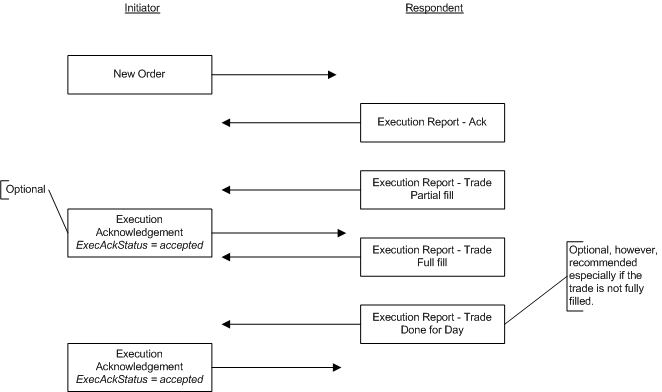 Initiator
Respondent
New Order
Execution Report - Ack
Optional
Execution Report - Trade
Partial fill
Execution
Acknowledgement
ExecAckStatus = accepted
Execution Report - Trade
Full fill
Optional, however,
recommended
especially if the
trade is not fully
filled.
Execution Report - Trade
Done for Day
Execution
Acknowledgement
ExecAckStatus = accepted